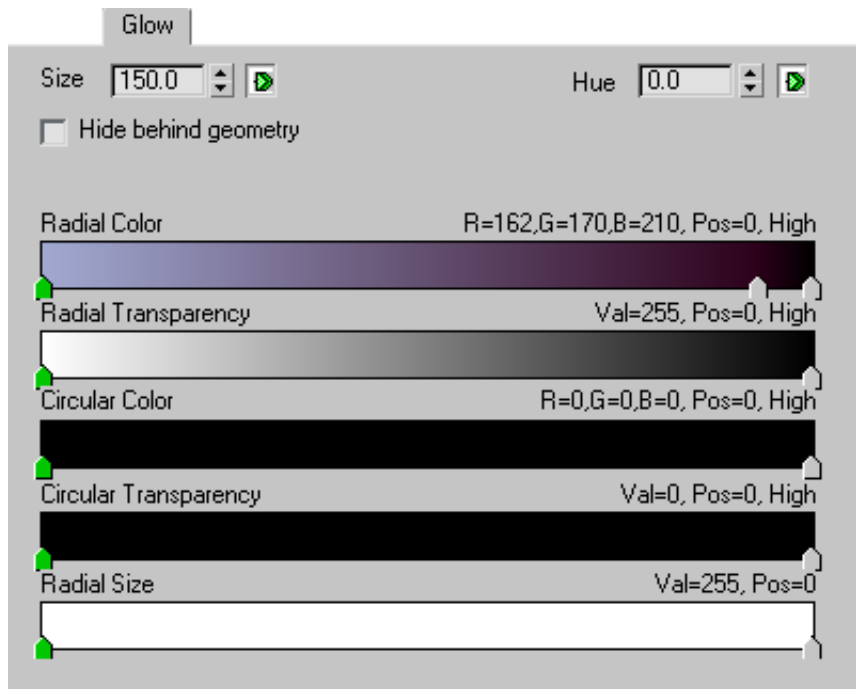 Glow
Size 150.0 Hue 0.0
Hide behind geometry
Radial Color R=162,G=170,B=210, Pos=0, High
Radial Transparency Val=255, Pos=0, High
Circular Color R=0,G=0,B=0, Pos=0, High
Circular Transparency Val=0, Pos=0, High
Radial Size Val=255, Pos=0